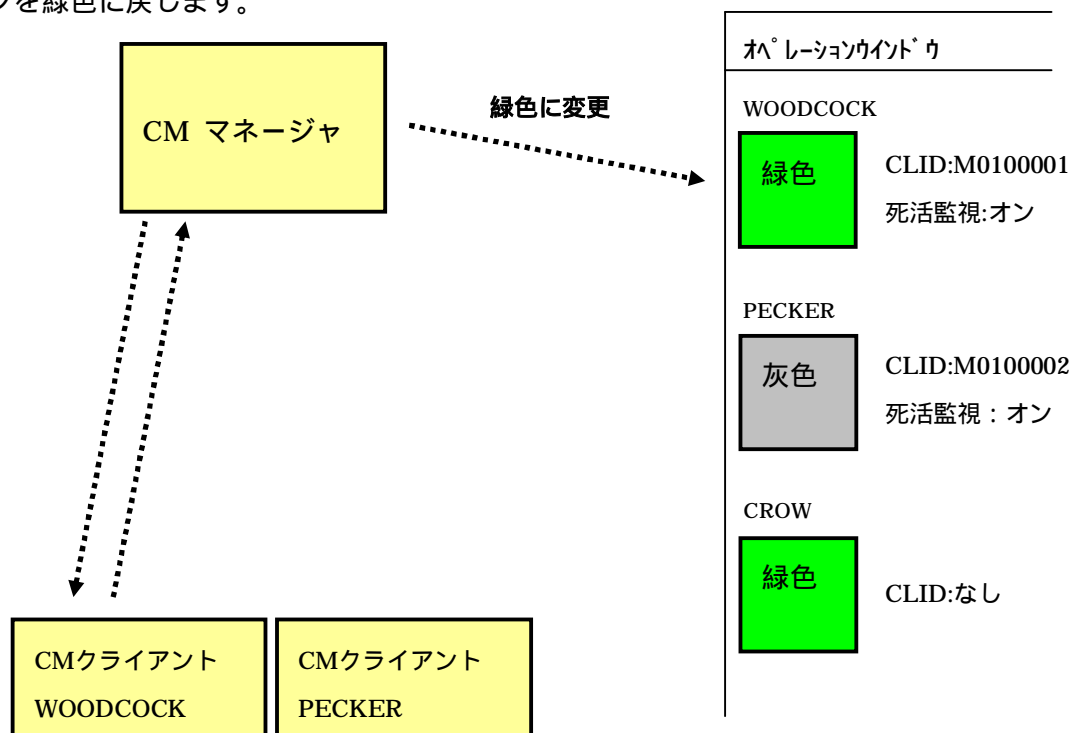 を緑色に戻します。
ｵﾍﾟﾚｰｼｮﾝｳｲﾝﾄﾞｳ
CM マネージャ
緑色に変更
WOODCOCK
緑色
CLID:M0100001
死活監視:オン
PECKER
灰色
CLID:M0100002
死活監視：オン
CROW
緑色
CLID:なし
CMクライアント
WOODCOCK
CMクライアント
PECKER